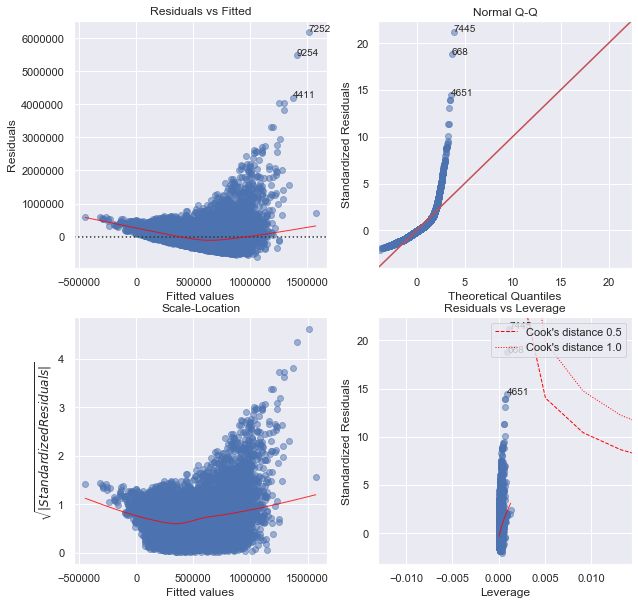 Residuals vs Fitted
7252
9254
4411
6000000
5000000
4000000
3000000
2000000
1000000
0
Residuals
−500000 0 500000 1000000 1500000
Fitted values
Normal Q-Q
7445
668
4651
20
15
10
5
0
Standardized Residuals
0 5 10 15 20
Theoretical Quantiles
Scale-Location
4
3
2
1
0
√|StandardizedResiduals|
−500000 0 500000 1000000 1500000
Fitted values
Residuals vs Leverage
7445
668
4651
Cook's distance 0.5
Cook's distance 1.0
20
15
10
5
0
Standardized Residuals
−0.010 −0.005 0.000 0.005 0.010
Leverage